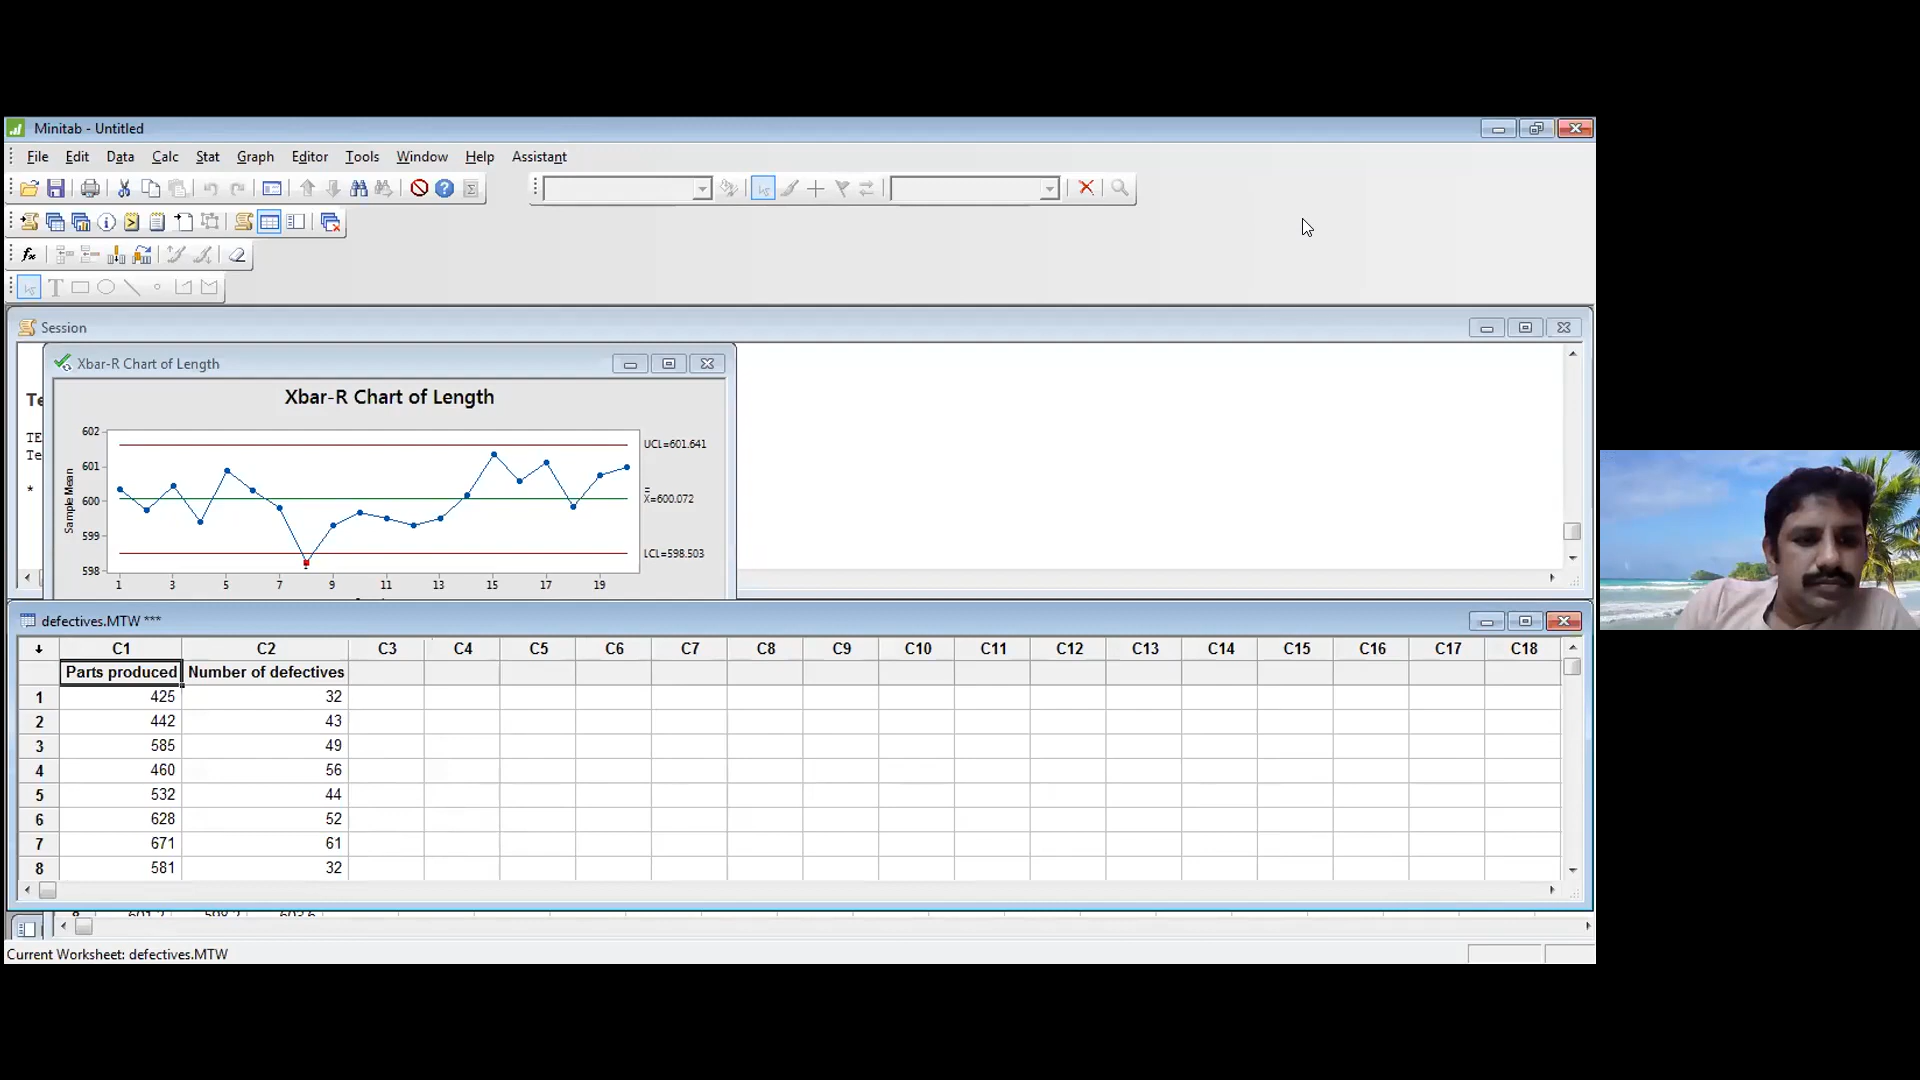 Minitab - Untitled
File Edit Data Calc Stat Graph Editor Tools Window Help Assistant
Session
Te
TE
Te
*
Xbar-R Chart of Length
Xbar-R Chart of Length
602
601
600
599
598
Sample Mean
UCL=601.641
X=600.072
LCL=598.503
1 3 5 7 9 11 13 15 17 19
defectives.MTW ***
C1 C2 C3 C4 C5 C6 C7 C8 C9 C10 C11 C12 C13 C14 C15 C16 C17 C18
Parts produced Number of defectives
1 425 32
2 442 43
3 585 49
4 460 56
5 532 44
6 628 52
7 671 61
8 581 32
Current Worksheet: defectives.MTW